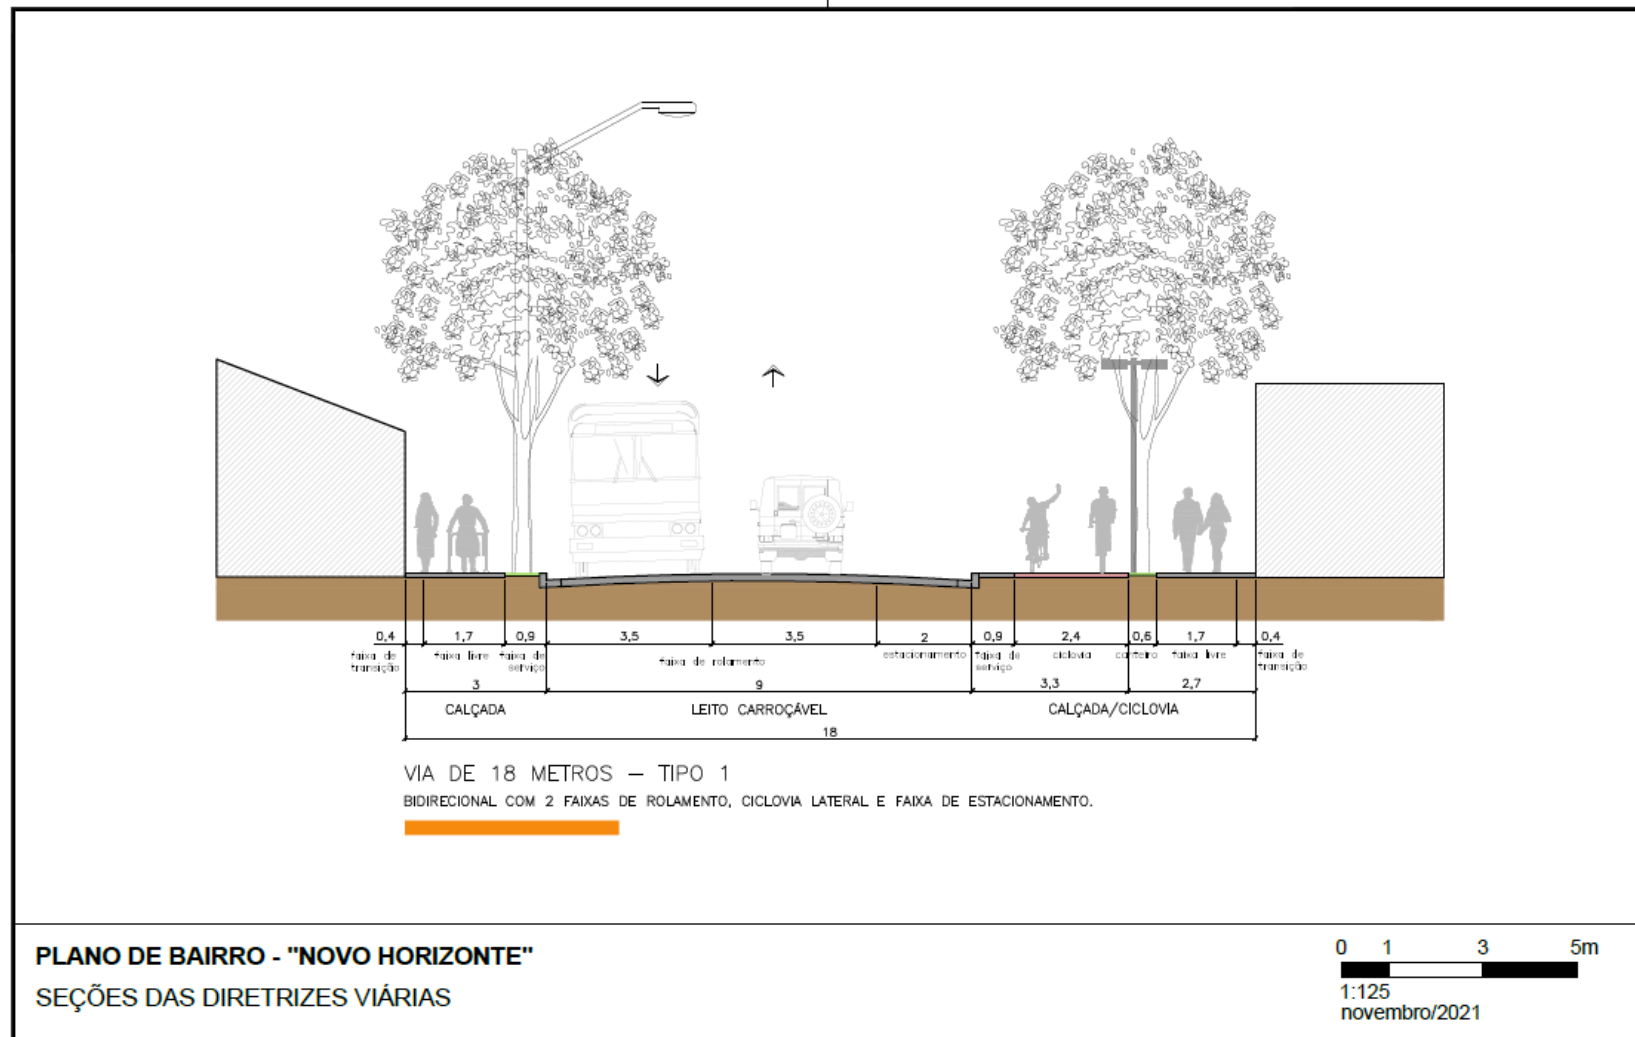 0,4 1,7 0,9 3,5 3,5 2 0,9 2,4 0,6 1,7 0,4
faixa de transição
faixa livre
faixa de serviço
faixa de rolamento
estacionamento
faixa de serviço
ciclovia
canteiro
faixa livre
faixa de transição
3 9 3,3 2,7
CALÇADA LEITO CARROÇÁVEL CALÇADA/CICLOVIA
18
VIA DE 18 METROS – TIPO 1
BIDIRECIONAL COM 2 FAIXAS DE ROLAMENTO, CICLOVIA LATERAL E FAIXA DE ESTACIONAMENTO.
PLANO DE BAIRRO - "NOVO HORIZONTE"
SEÇÕES DAS DIRETRIZES VIÁRIAS
0 1 3 5m
1:125
novembro/2021